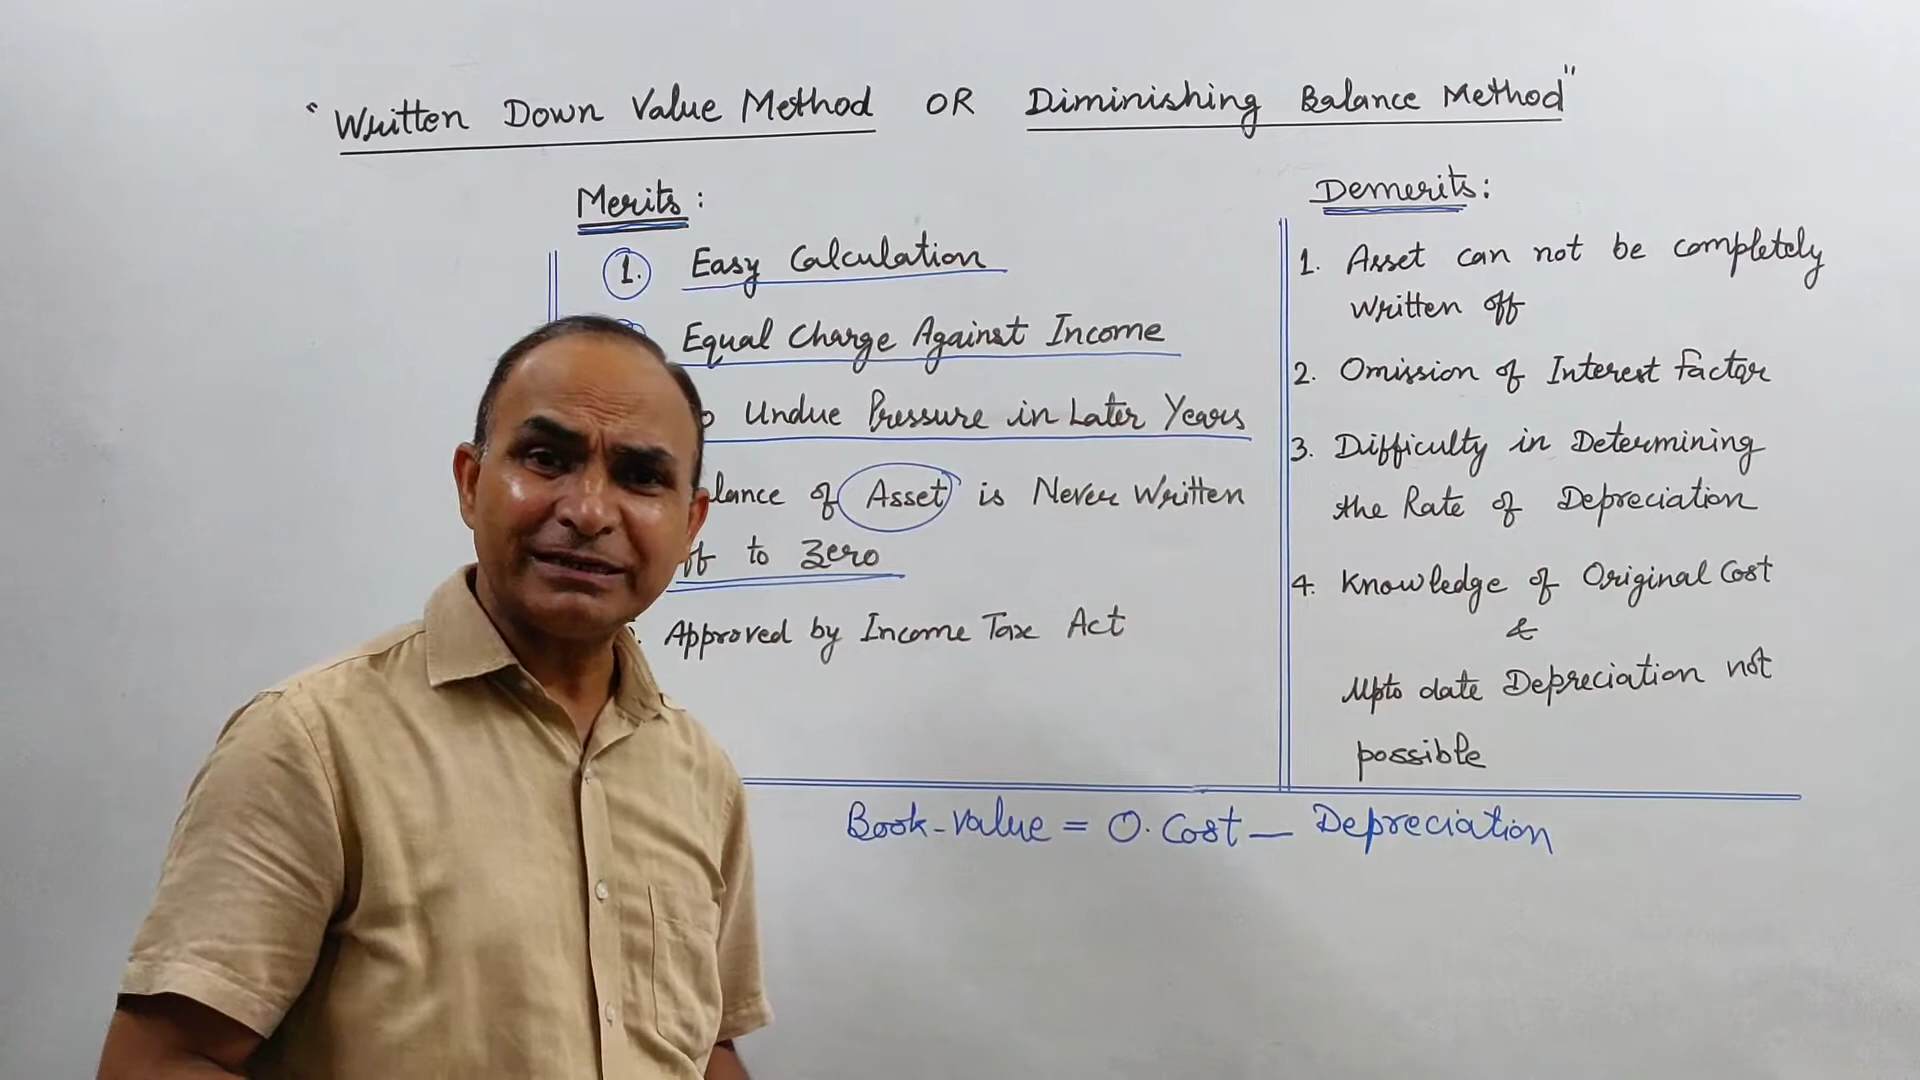 "Written Down Value Method OR Diminishing Balance Method"
Merits :
1. Easy Calculation
Equal Charge Against Income
Undue Pressure in Later Years
of Asset is Never Written
to Zero
Approved by Income Tax Act
Demerits :
1. Asset can not be completely
written off
2. Omission of Interest factor
3. Difficulty in Determining
the Rate of Depreciation
4. Knowledge of Original Cost
&
Upto date Depreciation not
possible
Book-value = O. Cost – Depreciation